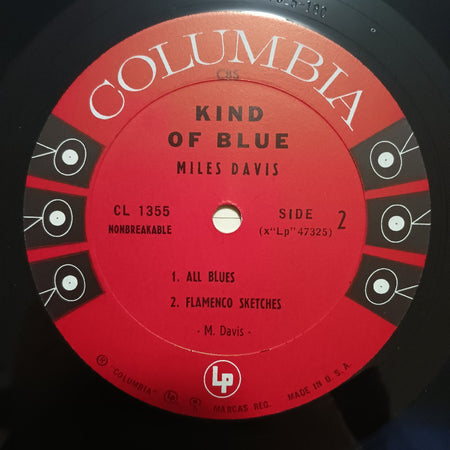 COLUMBIA
CBS
KIND
OF BLUE
MILES DAVIS
CL 1355
NONBREAKABLE
SIDE 2
(x"Lp" 47325)
1. ALL BLUES
2. FLAMENCO SKETCHES
- M. Davis -
Lp
"COLUMBIA" MARCAS REG. MADE IN U.S.A.